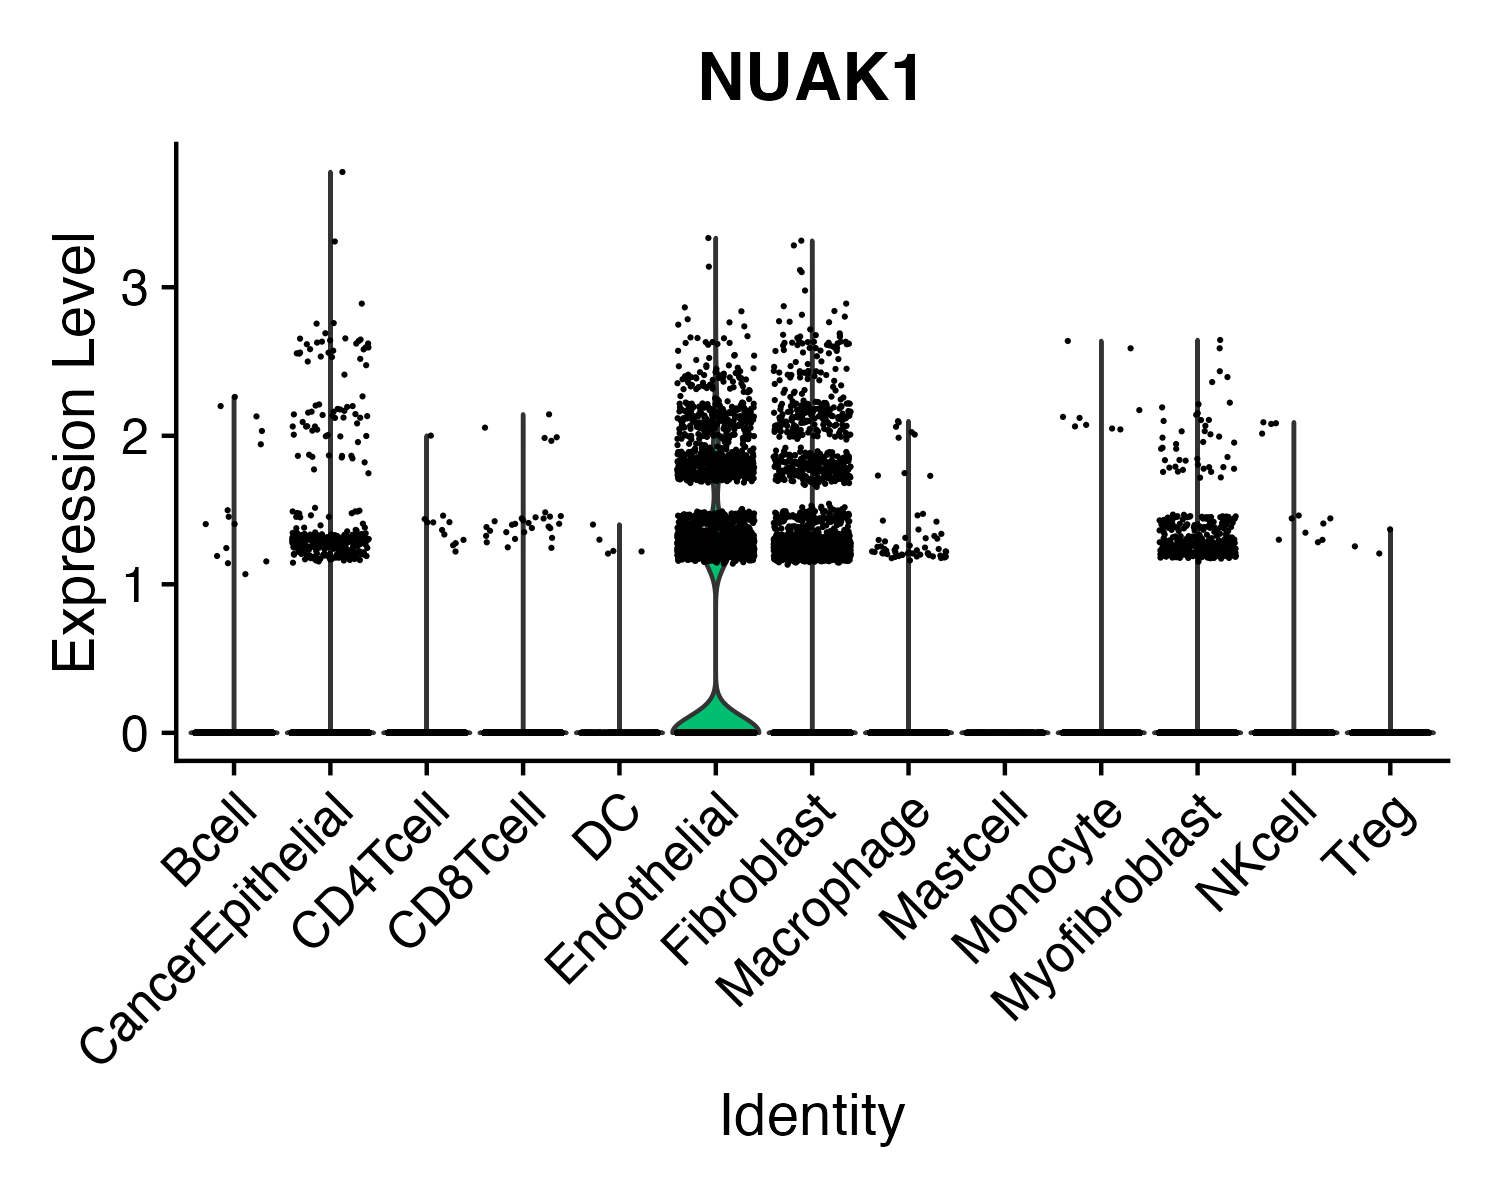 NUAK1
Expression Level
3
2
1
0
Bcell
CancerEpithelial
CD4Tcell
CD8Tcell
DC
Endothelial
Fibroblast
Macrophage
Mastcell
Monocyte
Myofibroblast
NKcell
Treg
Identity